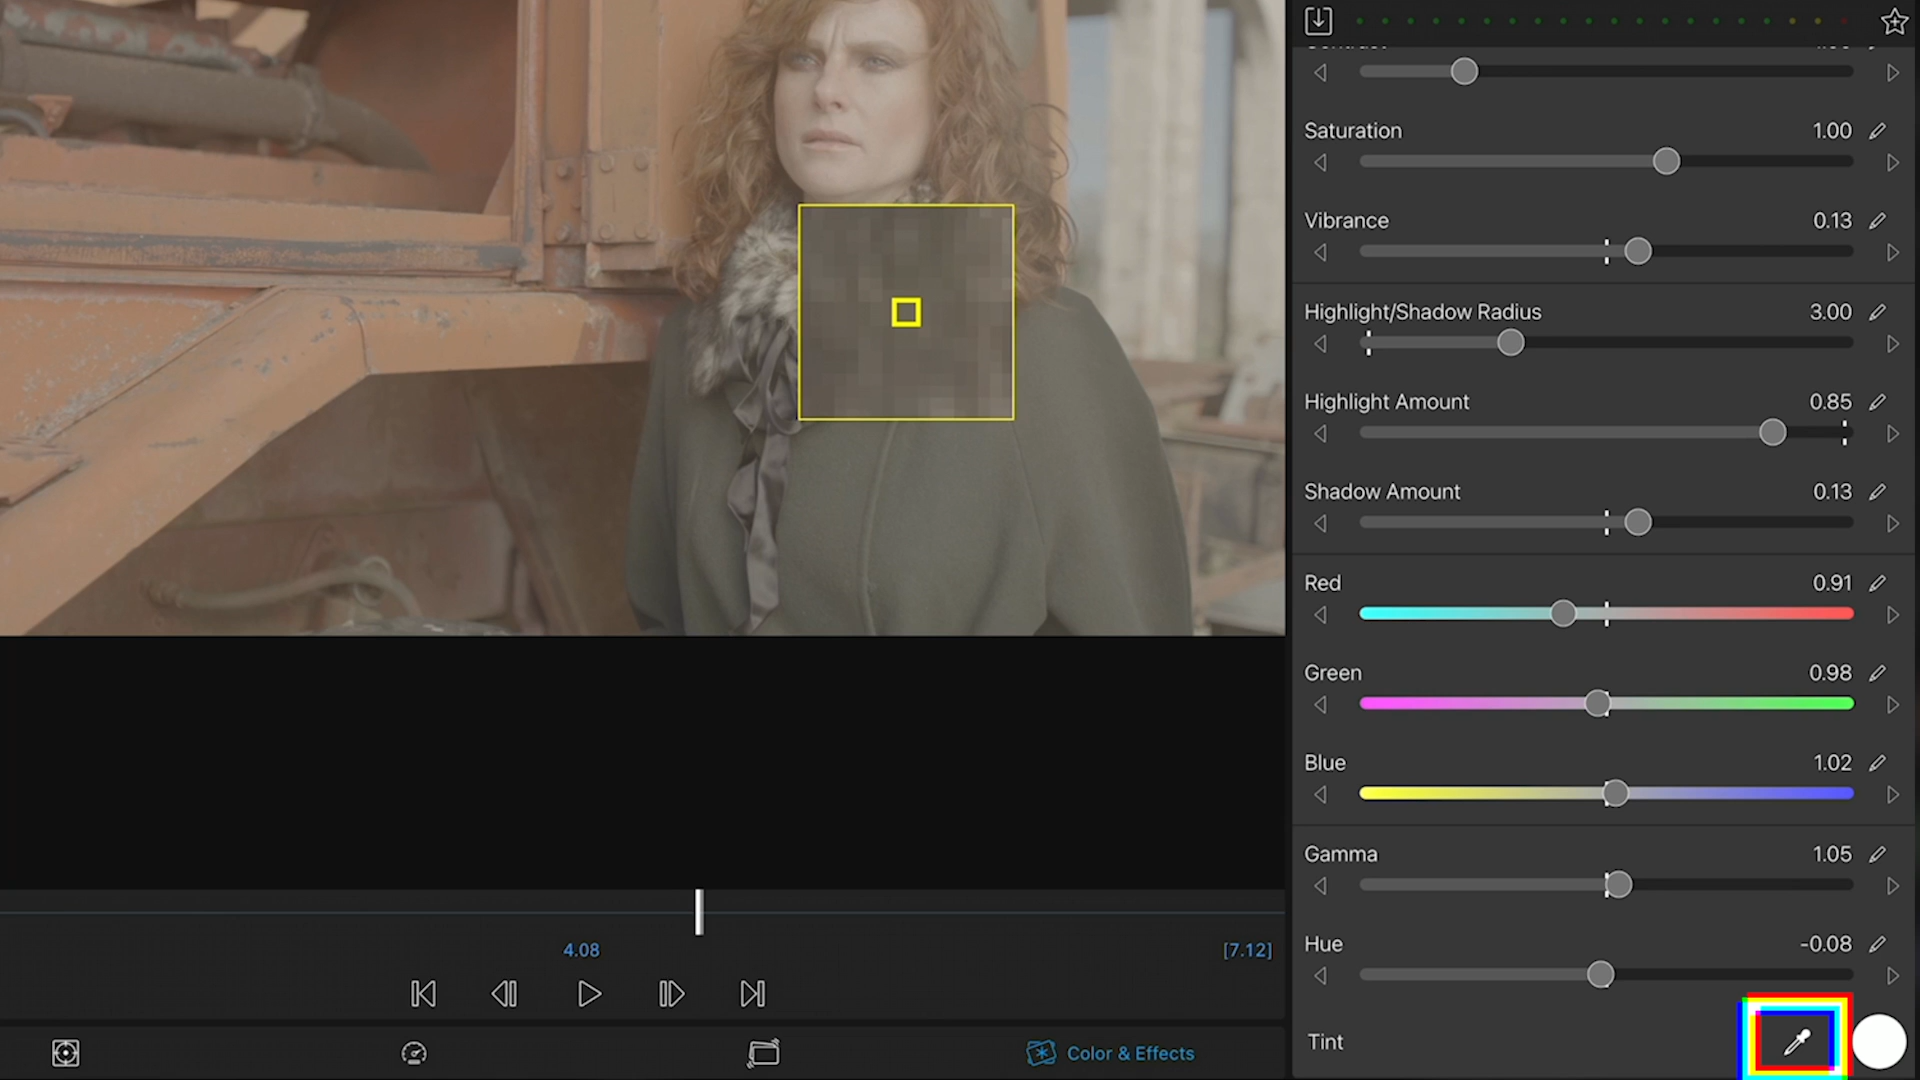 Saturation 1.00
Vibrance 0.13
Highlight/Shadow Radius 3.00
Highlight Amount 0.85
Shadow Amount 0.13
Red 0.91
Green 0.98
Blue 1.02
Gamma 1.05
Hue -0.08
Tint
4.08 [7.12]
Color & Effects